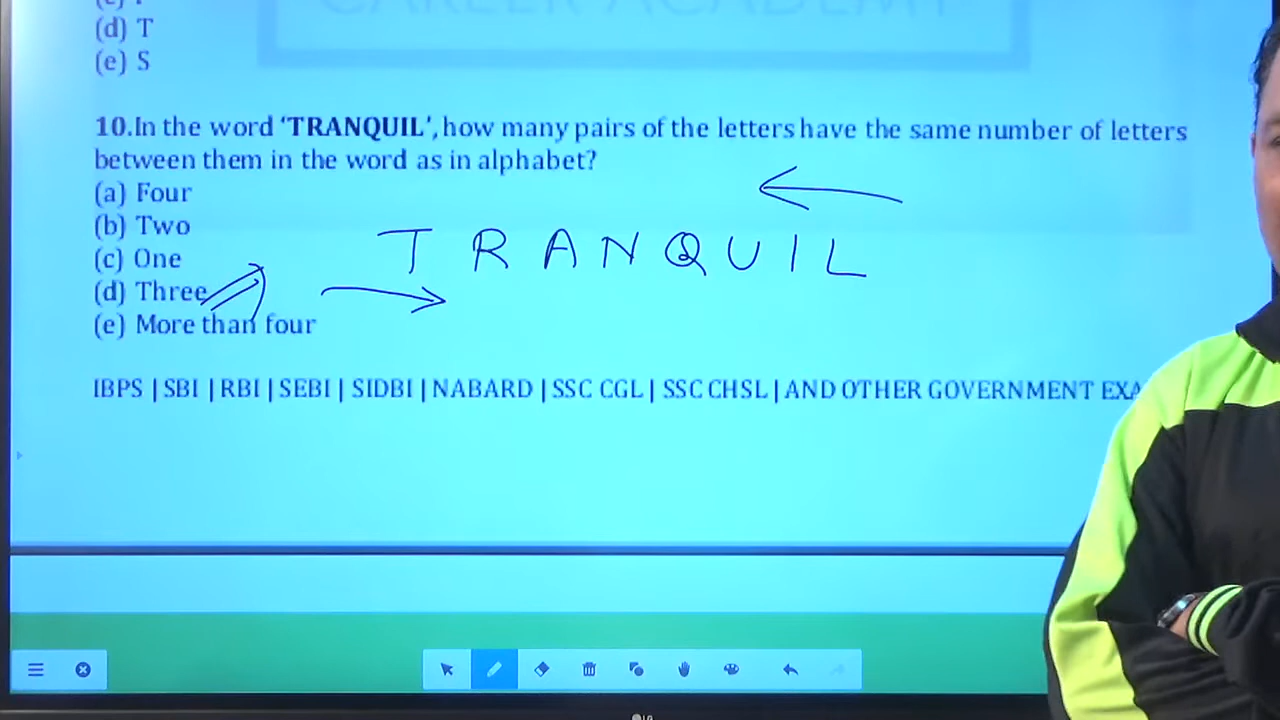 (d) T
(e) S
10.In the word ‘TRANQUIL’, how many pairs of the letters have the same number of letters
between them in the word as in alphabet?
(a) Four
(b) Two
(c) One
(d) Three
(e) More than four
T R A N Q U I L
IBPS | SBI | RBI | SEBI | SIDBI | NABARD | SSC CGL | SSC CHSL | AND OTHER GOVERNMENT
LG